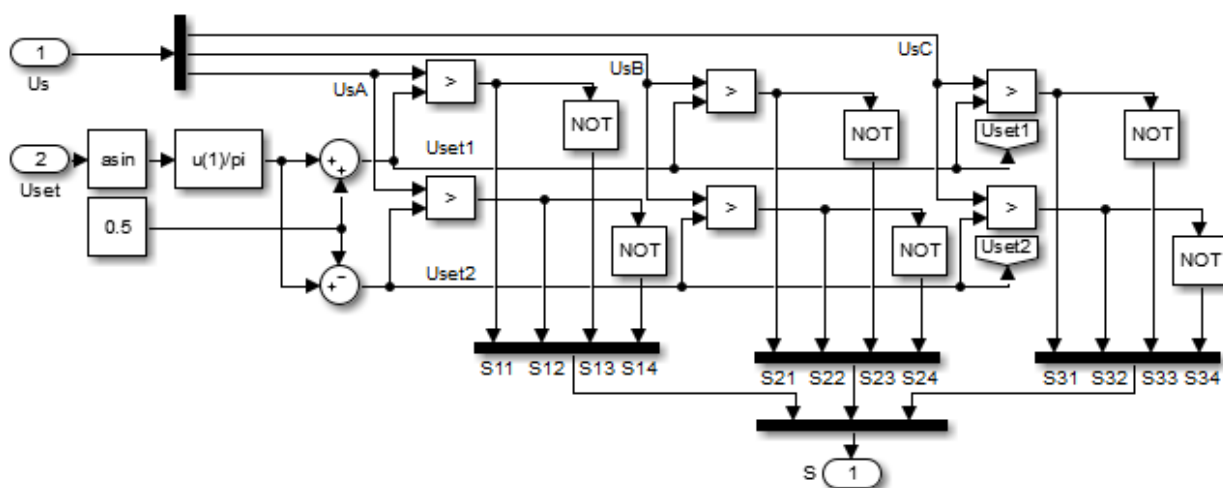 1
Us
UsA
>
UsB
>
UsC
>
NOT
NOT
NOT
Uset1
2
Uset
asin
u(1)/pi
+
+
Uset1
0.5
>
>
>
NOT
NOT
NOT
Uset2
+
−
Uset2
S11 S12 S13 S14
S21 S22 S23 S24
S31 S32 S33 S34
S
1